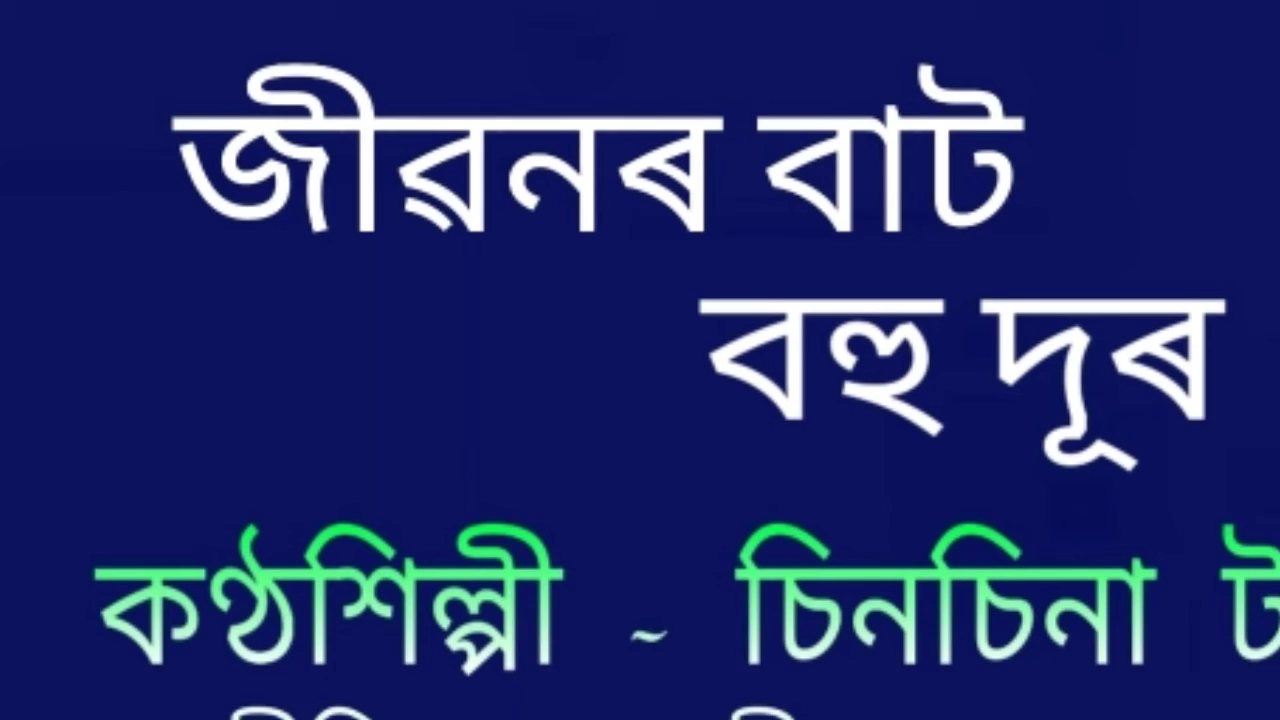 জীৱনৰ বাট
বহু দূৰ
কণ্ঠশিল্পী ~ চিনচিনা